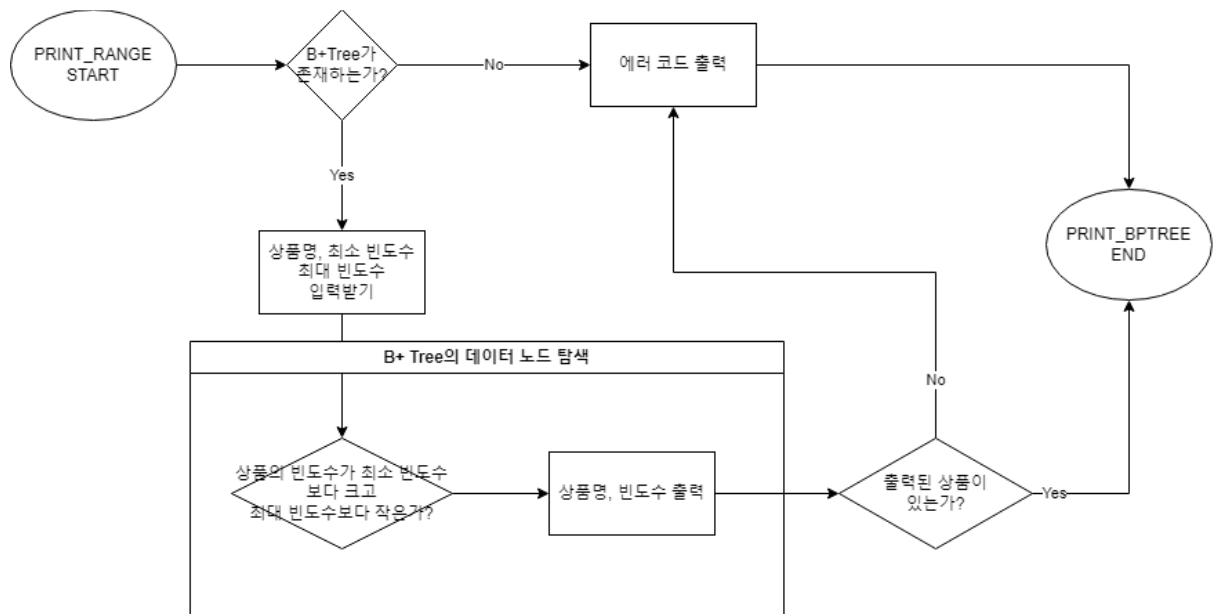 PRINT_RANGE
START
B+Tree가
존재하는가?
No
에러 코드 출력
Yes
상품명, 최소 빈도수
최대 빈도수
입력받기
PRINT_BPTREE
END
B+ Tree의 데이터 노드 탐색
No
상품의 빈도수가 최소 빈도수
보다 크고
최대 빈도수보다 작은가?
상품명, 빈도수 출력
출력된 상품이
있는가?
Yes